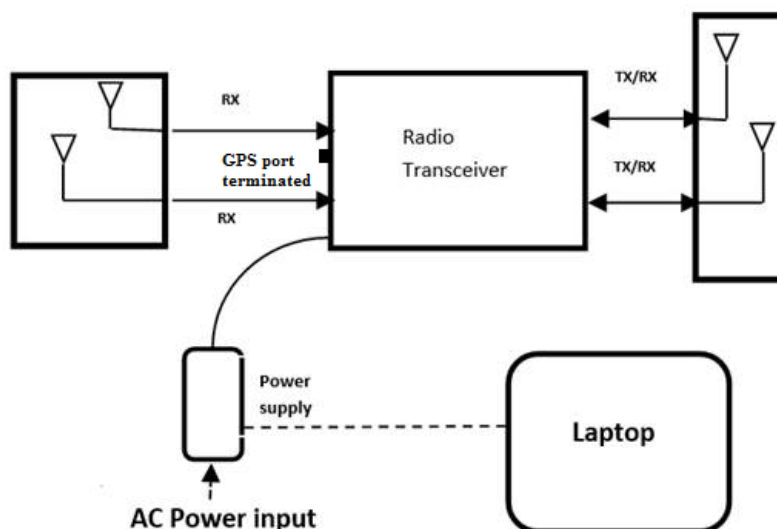 TX/RX
RX
Radio
Transceiver
GPS port
terminated
TX/RX
RX
Power
supply
Laptop
AC Power input